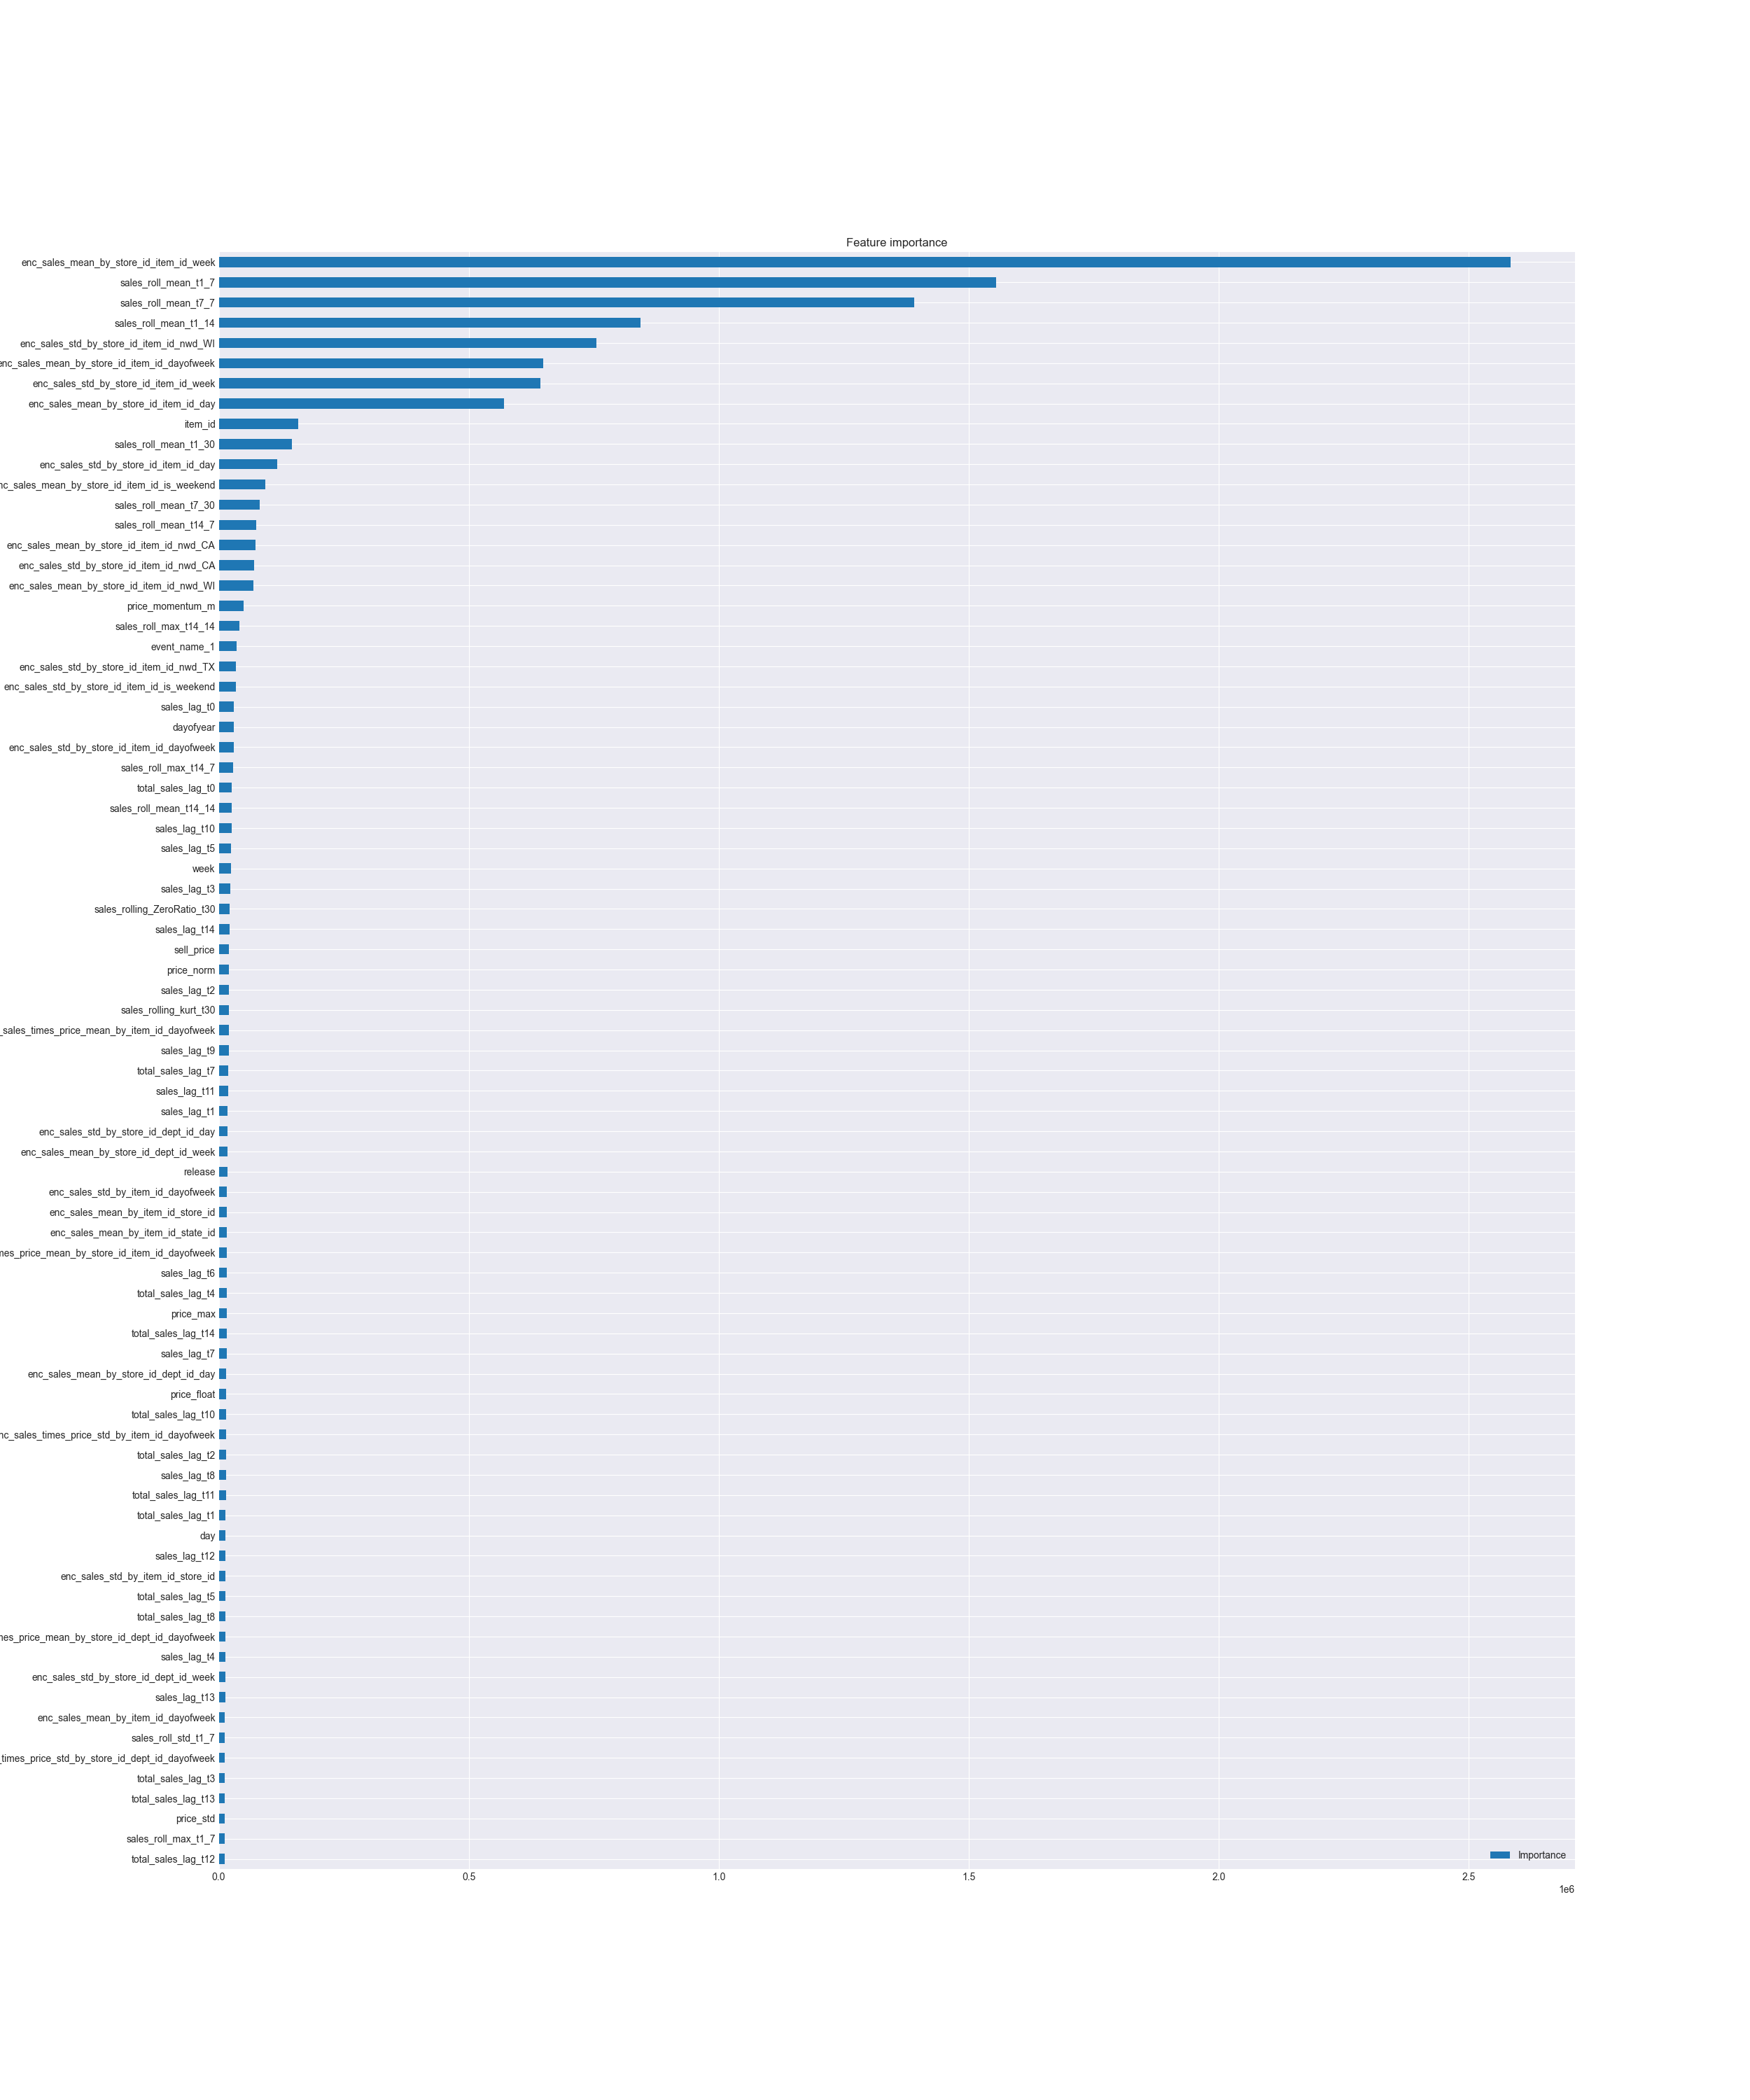 Feature importance
enc_sales_mean_by_store_id_item_id_week
sales_roll_mean_t1_7
sales_roll_mean_t7_7
sales_roll_mean_t1_14
enc_sales_std_by_store_id_item_id_nwd_WI
enc_sales_mean_by_store_id_item_id_dayofweek
enc_sales_std_by_store_id_item_id_week
enc_sales_mean_by_store_id_item_id_day
item_id
sales_roll_mean_t1_30
enc_sales_std_by_store_id_item_id_day
nc_sales_mean_by_store_id_item_id_is_weekend
sales_roll_mean_t7_30
sales_roll_mean_t14_7
enc_sales_mean_by_store_id_item_id_nwd_CA
enc_sales_std_by_store_id_item_id_nwd_CA
enc_sales_mean_by_store_id_item_id_nwd_WI
price_momentum_m
sales_roll_max_t14_14
event_name_1
enc_sales_std_by_store_id_item_id_nwd_TX
enc_sales_std_by_store_id_item_id_is_weekend
sales_lag_t0
dayofyear
enc_sales_std_by_store_id_item_id_dayofweek
sales_roll_max_t14_7
total_sales_lag_t0
sales_roll_mean_t14_14
sales_lag_t10
sales_lag_t5
week
sales_lag_t3
sales_rolling_ZeroRatio_t30
sales_lag_t14
sell_price
price_norm
sales_lag_t2
sales_rolling_kurt_t30
_sales_times_price_mean_by_item_id_dayofweek
sales_lag_t9
total_sales_lag_t7
sales_lag_t11
sales_lag_t1
enc_sales_std_by_store_id_dept_id_day
enc_sales_mean_by_store_id_dept_id_week
release
enc_sales_std_by_item_id_dayofweek
enc_sales_mean_by_item_id_store_id
enc_sales_mean_by_item_id_state_id
mes_price_mean_by_store_id_item_id_dayofweek
sales_lag_t6
total_sales_lag_t4
price_max
total_sales_lag_t14
sales_lag_t7
enc_sales_mean_by_store_id_dept_id_day
price_float
total_sales_lag_t10
nc_sales_times_price_std_by_item_id_dayofweek
total_sales_lag_t2
sales_lag_t8
total_sales_lag_t11
total_sales_lag_t1
day
sales_lag_t12
enc_sales_std_by_item_id_store_id
total_sales_lag_t5
total_sales_lag_t8
mes_price_mean_by_store_id_dept_id_dayofweek
sales_lag_t4
enc_sales_std_by_store_id_dept_id_week
sales_lag_t13
enc_sales_mean_by_item_id_dayofweek
sales_roll_std_t1_7
_times_price_std_by_store_id_dept_id_dayofweek
total_sales_lag_t3
total_sales_lag_t13
price_std
sales_roll_max_t1_7
total_sales_lag_t12
Importance
0.0 0.5 1.0 1.5 2.0 2.5
1e6